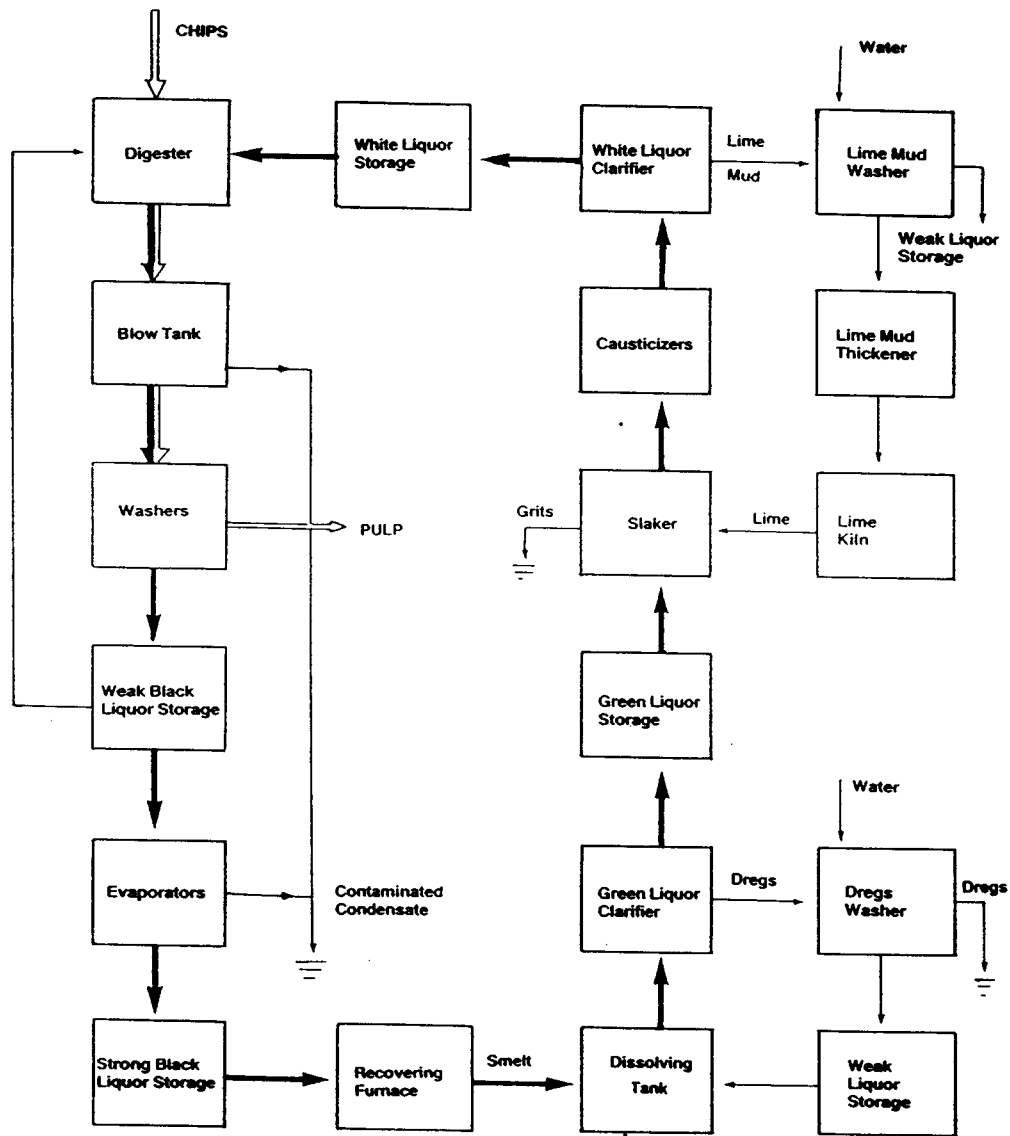 CHIPS
Water
Digester
White Liquor
Storage
White Liquor
Clarifier
Lime
Mud
Lime Mud
Washer
Weak Liquor
Storage
Blow Tank
Causticizers
Lime Mud
Thickener
Washers
PULP
Grits
Slaker
Lime
Lime
Kiln
Weak Black
Liquor Storage
Green Liquor
Storage
Water
Evaporators
Contaminated
Condensate
Green Liquor
Clarifier
Dregs
Dregs
Washer
Dregs
Strong Black
Liquor Storage
Recovering
Furnace
Smelt
Dissolving
Tank
Weak
Liquor
Storage